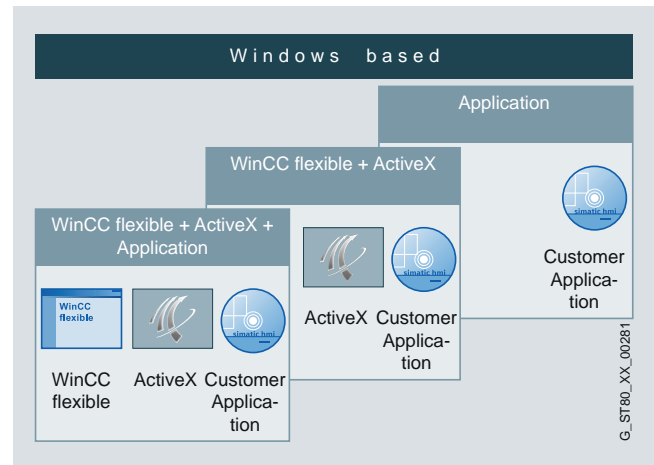 Windows based
Application
WinCC flexible + ActiveX
WinCC flexible + ActiveX +
Application
simatic hmi
Customer
Applica-
tion
simatic hmi
ActiveX Customer
Applica-
tion
WinCC
flexible
simatic hmi
WinCC
flexible
ActiveX Customer
Applica-
tion
G_ST80_XX_00281